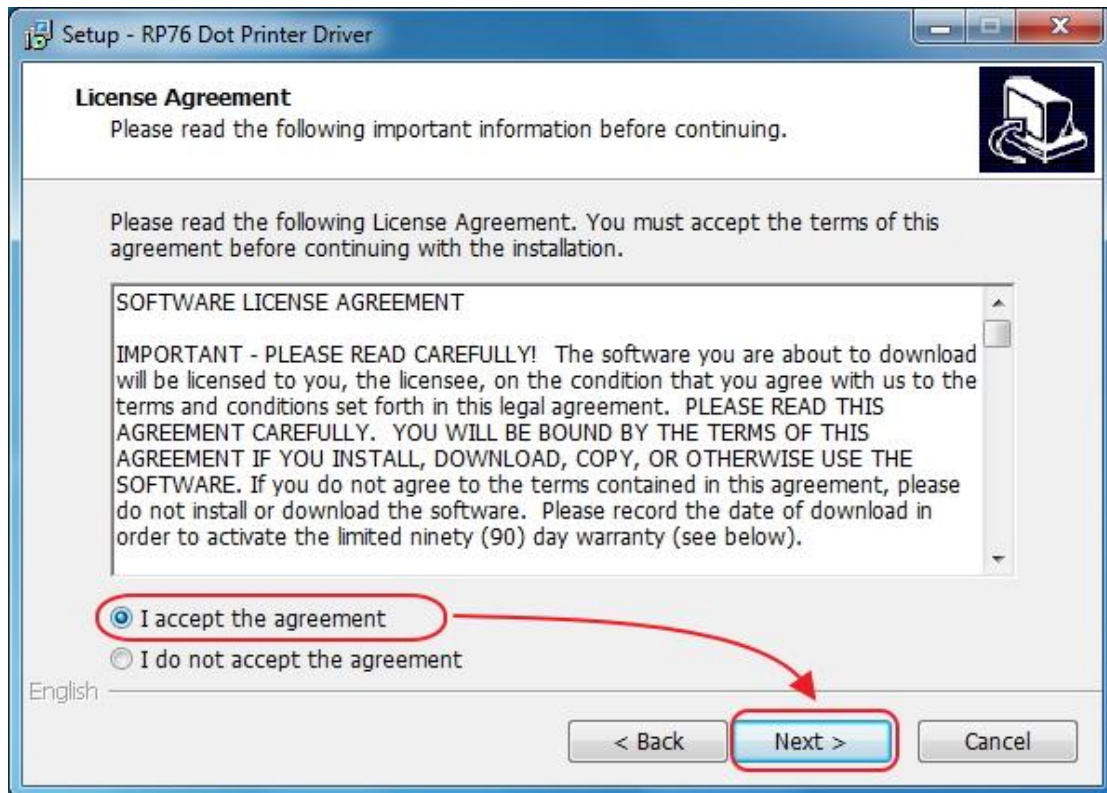 Setup - RP76 Dot Printer Driver
License Agreement
Please read the following important information before continuing.
Please read the following License Agreement. You must accept the terms of this
agreement before continuing with the installation.
SOFTWARE LICENSE AGREEMENT
IMPORTANT - PLEASE READ CAREFULLY!  The software you are about to download
will be licensed to you, the licensee, on the condition that you agree with us to the
terms and conditions set forth in this legal agreement.  PLEASE READ THIS
AGREEMENT CAREFULLY.  YOU WILL BE BOUND BY THE TERMS OF THIS
AGREEMENT IF YOU INSTALL, DOWNLOAD, COPY, OR OTHERWISE USE THE
SOFTWARE. If you do not agree to the terms contained in this agreement, please
do not install or download the software.  Please record the date of download in
order to activate the limited ninety (90) day warranty (see below).
I accept the agreement
I do not accept the agreement
English
< Back
Next >
Cancel